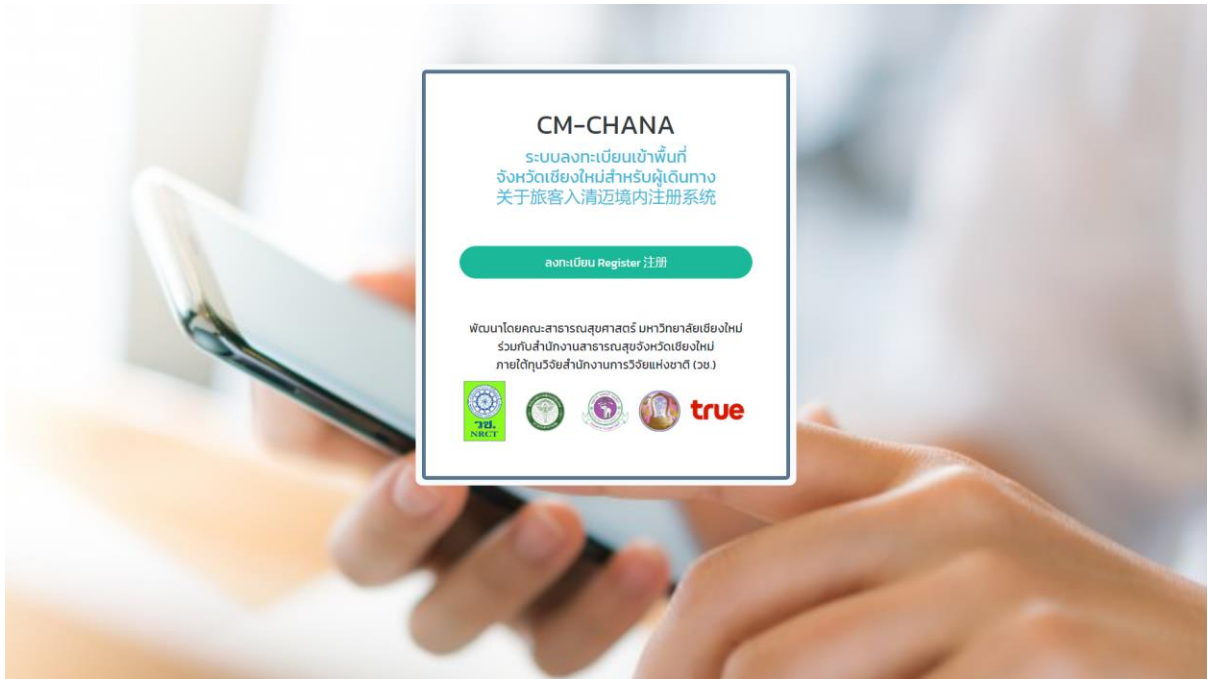 CM-CHANA
ระบบลงทะเบียนเข้าพื้นที่
จังหวัดเชียงใหม่สำหรับผู้เดินทาง
关于旅客入清迈境内注册系统
ลงทะเบียน Register 注册
พัฒนาโดยคณะสาธารณสุขศาสตร์ มหาวิทยาลัยเชียงใหม่
ร่วมกับสำนักงานสาธารณสุขจังหวัดเชียงใหม่
ภายใต้ทุนวิจัยสำนักงานการวิจัยแห่งชาติ (วช.)
วช.
NRCT
true